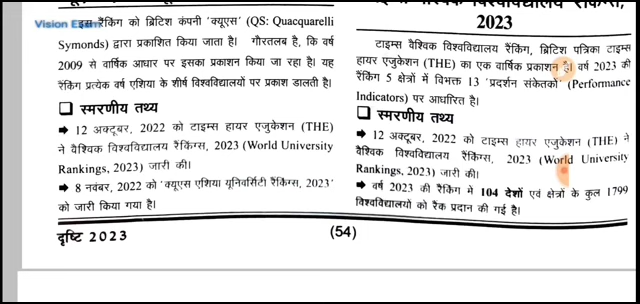 Vision Exam
इस रैंकिंग को ब्रिटिश कंपनी 'क्यूएस' (QS: Quacquarelli
Symonds) द्वारा प्रकाशित किया जाता है। गौरतलब है, कि वर्ष
2009 से वार्षिक आधार पर इसका प्रकाशन किया जा रहा है। यह
रैंकिंग प्रत्येक वर्ष एशिया के शीर्ष विश्वविद्यालयों पर प्रकाश डालती है।
❑ स्मरणीय तथ्य
➡ 12 अक्टूबर, 2022 को टाइम्स हायर एजुकेशन (THE)
ने वैश्विक विश्वविद्यालय रैंकिंग्स, 2023 (World University
Rankings, 2023) जारी की।
➡ 8 नवंबर, 2022 को 'क्यूएस एशिया यूनिवर्सिटी रैंकिंग्स, 2023'
को जारी किया गया है।
2023
टाइम्स वैश्विक विश्वविद्यालय रैंकिंग, ब्रिटिश पत्रिका टाइम्स
हायर एजुकेशन (THE) का एक वार्षिक प्रकाशन है। वर्ष 2023 की
रैंकिंग 5 क्षेत्रों में विभक्त 13 'प्रदर्शन संकेतकों' (Performance
Indicators) पर आधारित है।
❑ स्मरणीय तथ्य
➡ 12 अक्टूबर, 2022 को टाइम्स हायर एजुकेशन (THE) ने
वैश्विक विश्वविद्यालय रैंकिंग्स, 2023 (World University
Rankings, 2023) जारी की।
➡ वर्ष 2023 की रैंकिंग में 104 देशों एवं क्षेत्रों के कुल 1799
विश्वविद्यालयों को रैंक प्रदान की गई है।
दृष्टि 2023
(54)